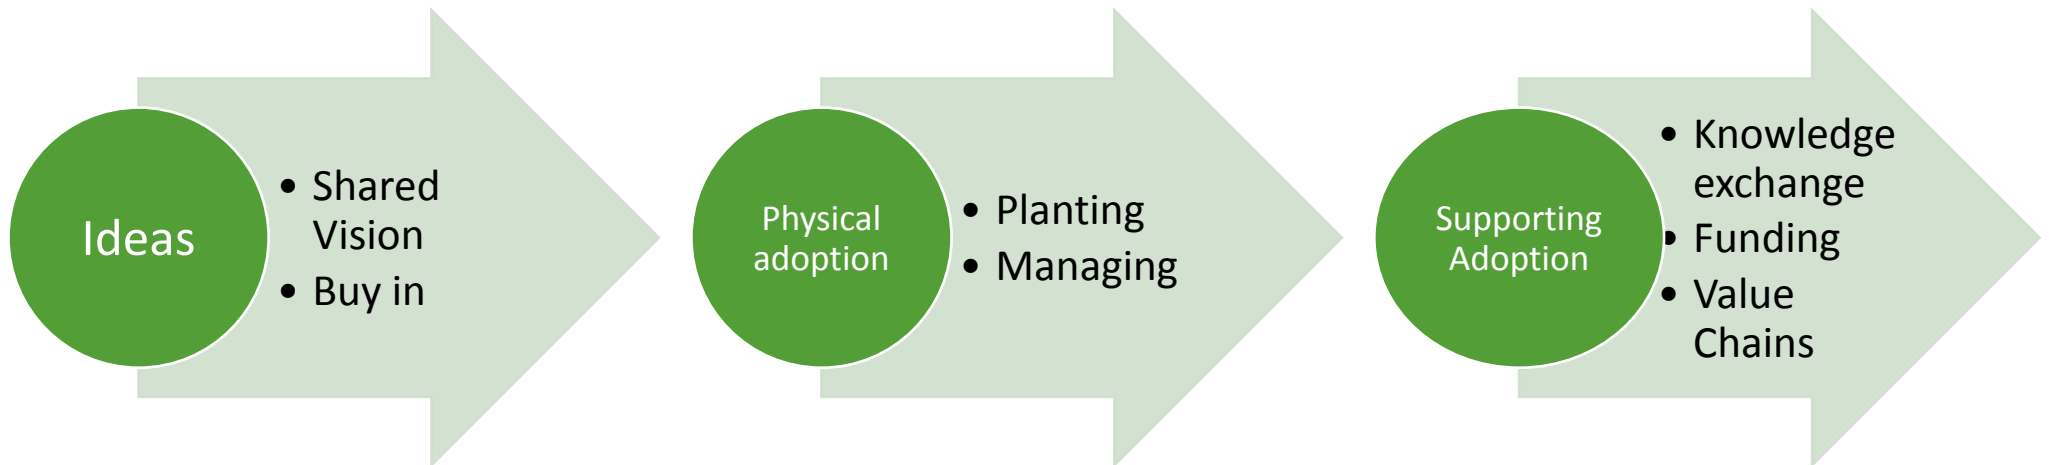 Ideas
• Shared
Vision
• Buy in
Physical
adoption
• Planting
• Managing
Supporting
Adoption
• Knowledge
exchange
• Funding
• Value
Chains